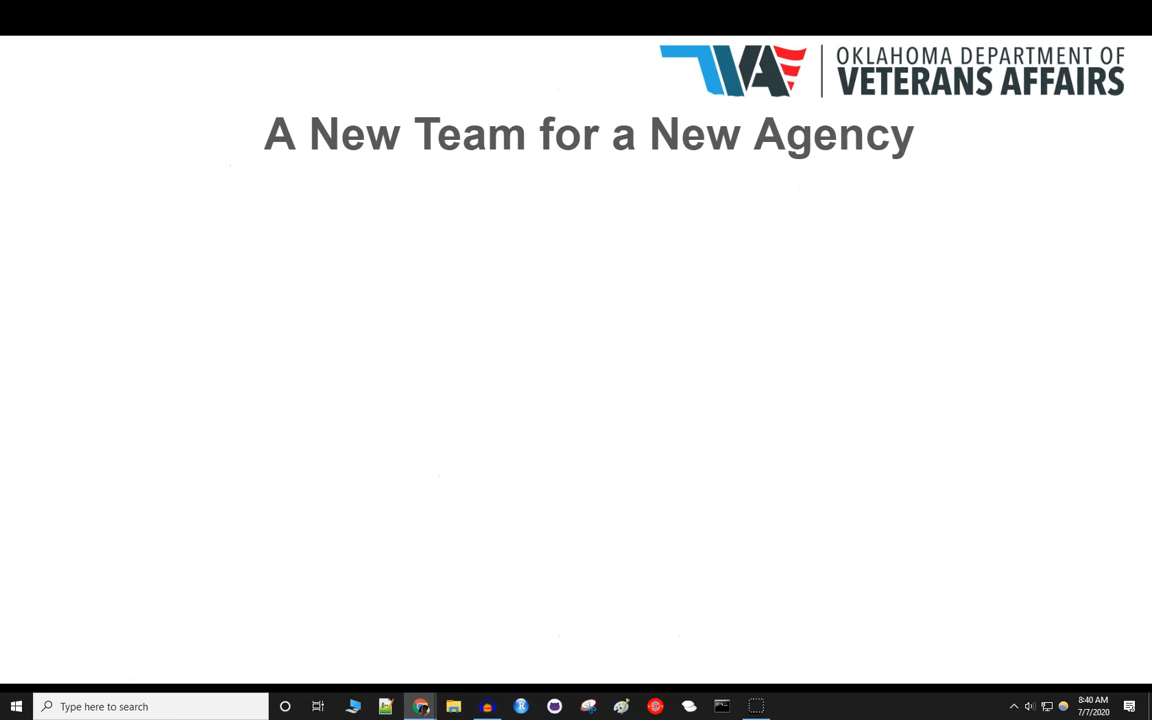 OKLAHOMA DEPARTMENT OF
VETERANS AFFAIRS
A New Team for a New Agency
Type here to search
8:40 AM
7/7/2020